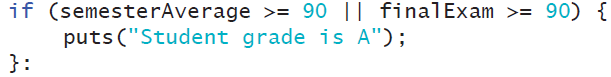 if (semesterAverage >= 90 || finalExam >= 90) {
    puts("Student grade is A");
}: